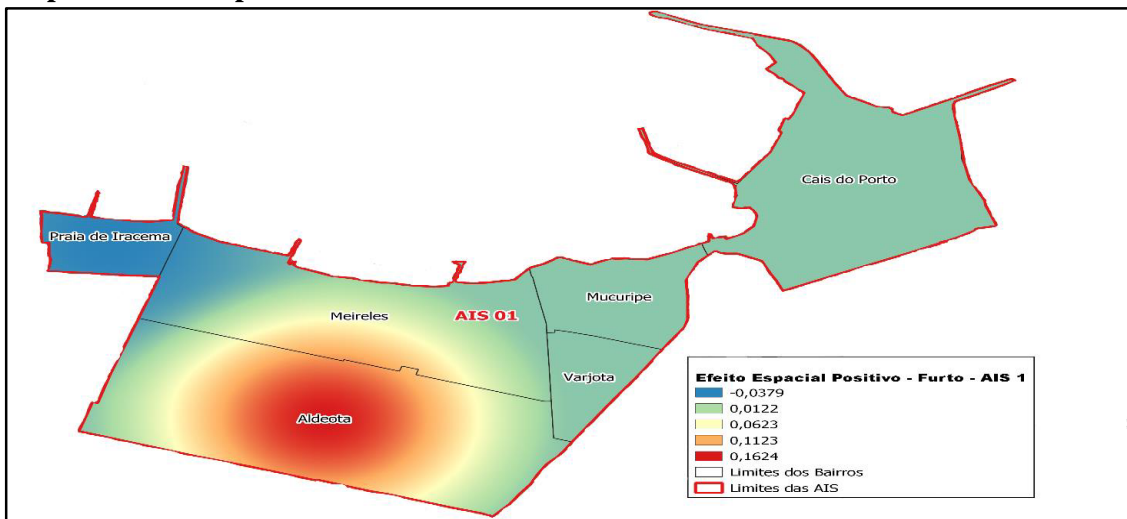 Cais do Porto
Praia de Iracema
Mucuripe
Meireles
AIS 01
Varjota
Aldeota
Efeito Espacial Positivo - Furto - AIS 1
-0,0379
0,0122
0,0623
0,1123
0,1624
Limites dos Bairros
Limites das AIS